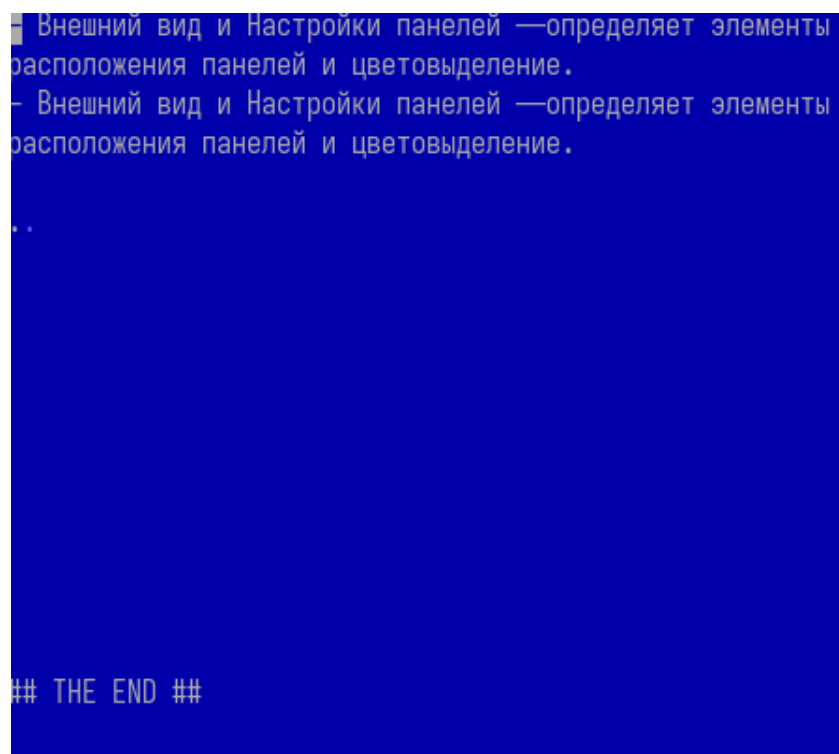 - Внешний вид и Настройки панелей ——определяет элементы
расположения панелей и цветовыделение.
- Внешний вид и Настройки панелей ——определяет элементы
расположения панелей и цветовыделение.
..
## THE END ##